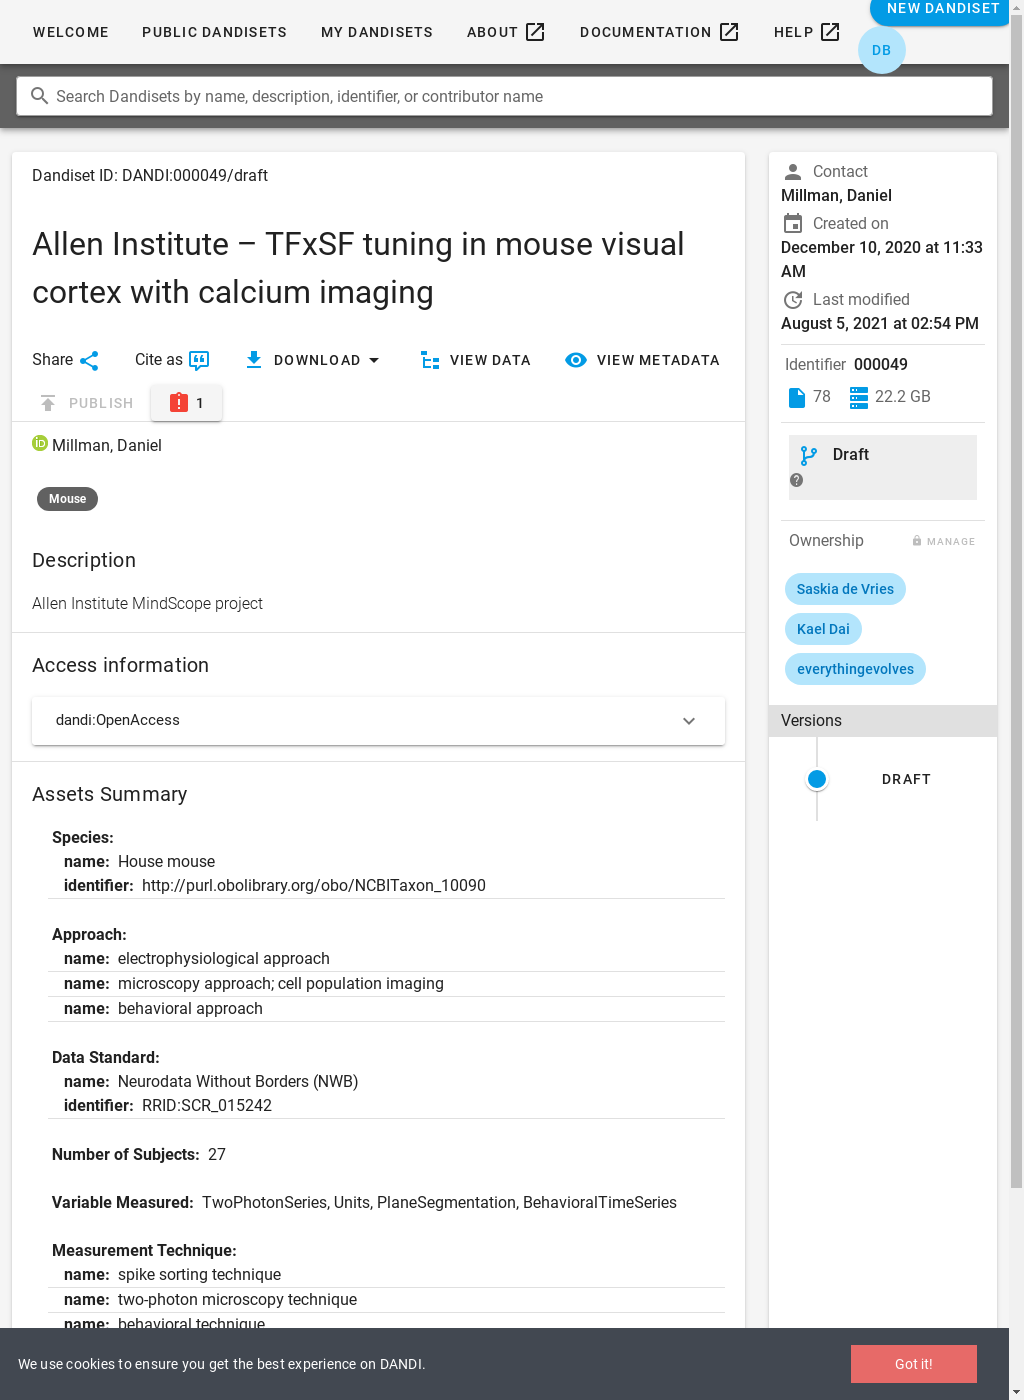 WELCOME PUBLIC DANDISETS MY DANDISETS ABOUT DOCUMENTATION HELP NEW DANDISET
DB
Search Dandisets by name, description, identifier, or contributor name
Dandiset ID: DANDI:000049/draft
Allen Institute – TFxSF tuning in mouse visual
cortex with calcium imaging
Share Cite as DOWNLOAD VIEW DATA VIEW METADATA
PUBLISH 1
Millman, Daniel
Mouse
Description
Allen Institute MindScope project
Access information
dandi:OpenAccess
Assets Summary
Species:
name: House mouse
identifier: http://purl.obolibrary.org/obo/NCBITaxon_10090
Approach:
name: electrophysiological approach
name: microscopy approach; cell population imaging
name: behavioral approach
Data Standard:
name: Neurodata Without Borders (NWB)
identifier: RRID:SCR_015242
Number of Subjects: 27
Variable Measured: TwoPhotonSeries, Units, PlaneSegmentation, BehavioralTimeSeries
Measurement Technique:
name: spike sorting technique
name: two-photon microscopy technique
name: behavioral technique
Contact
Millman, Daniel
Created on
December 10, 2020 at 11:33
AM
Last modified
August 5, 2021 at 02:54 PM
Identifier 000049
78 22.2 GB
Draft
Ownership MANAGE
Saskia de Vries
Kael Dai
everythingevolves
Versions
DRAFT
We use cookies to ensure you get the best experience on DANDI.
Got it!